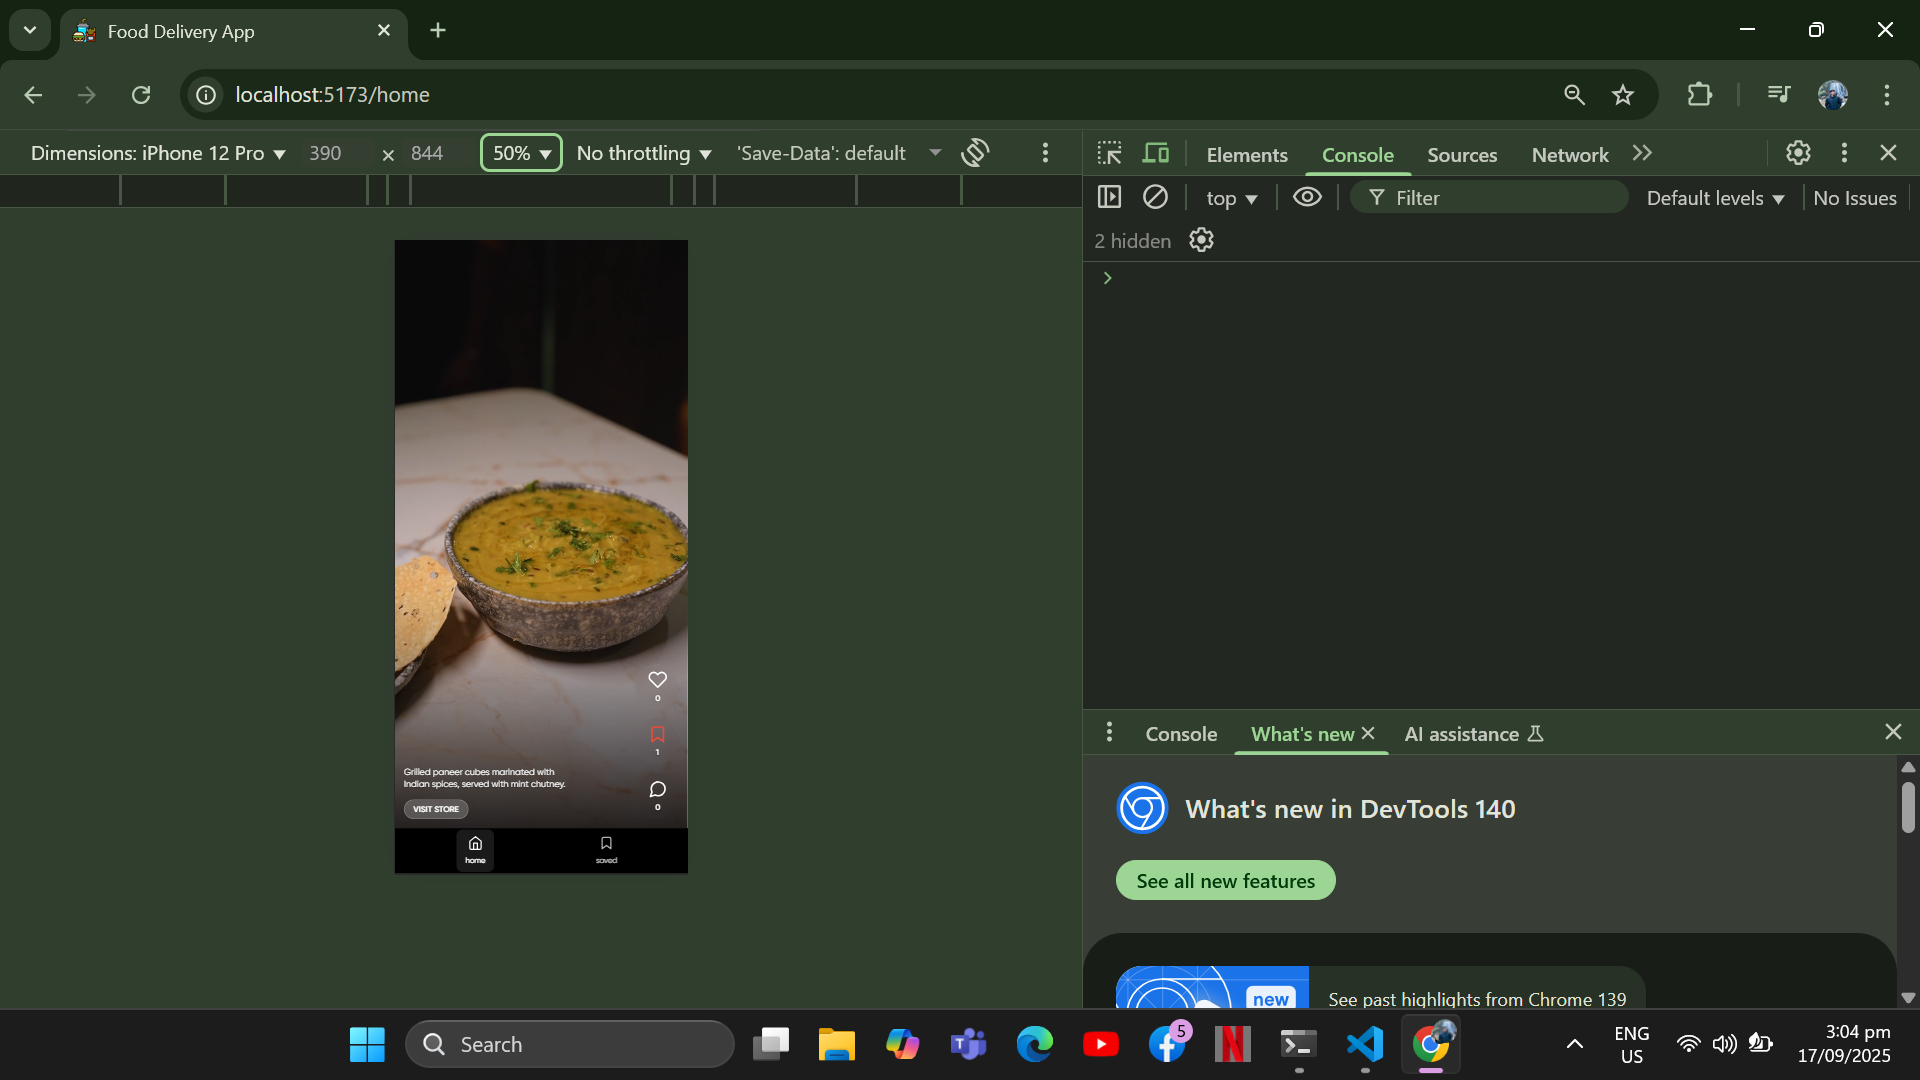 Food Delivery App
localhost:5173/home
Dimensions: iPhone 12 Pro 390 × 844 50% No throttling 'Save-Data': default
Elements Console Sources Network
top Filter Default levels No Issues
2 hidden
0
1
0
Grilled paneer cubes marinated with
Indian spices, served with mint chutney.
VISIT STORE
home saved
Console What's new AI assistance
What's new in DevTools 140
See all new features
new
See past highlights from Chrome 139
Search
T
5
N
ENG
US
3:04 pm
17/09/2025